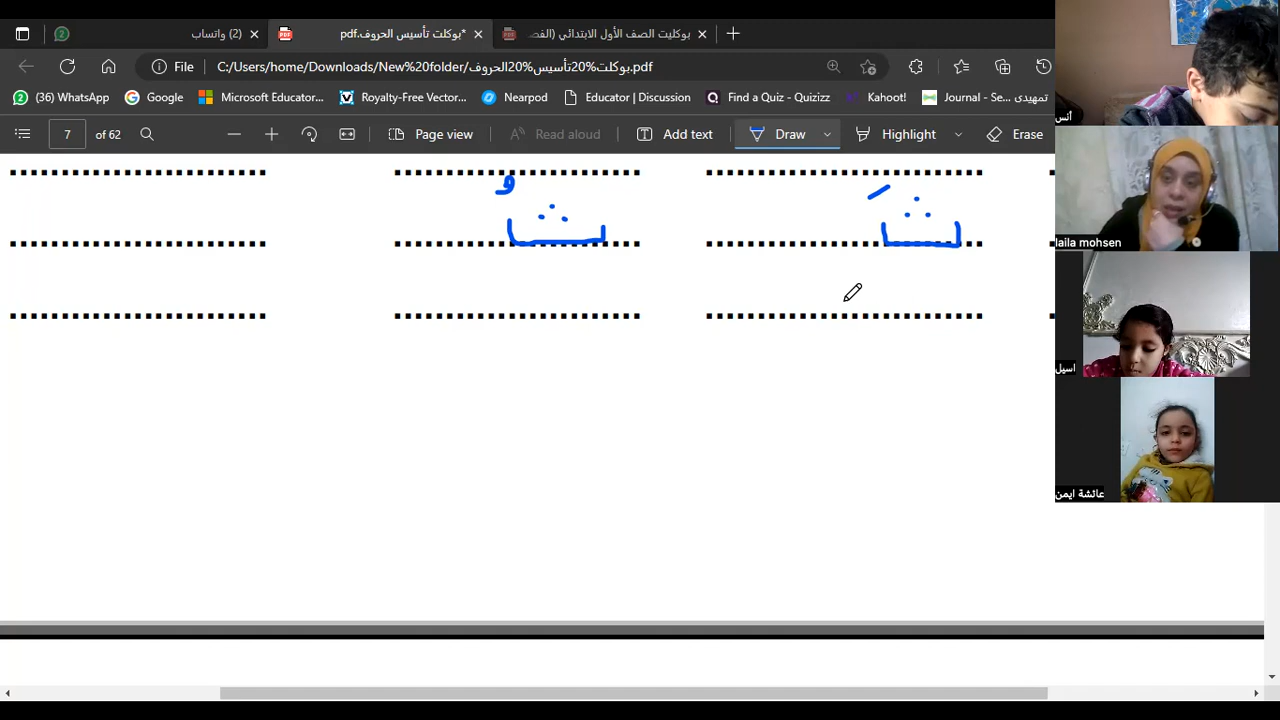 (2) واتساب
*بوكلت تأسيس الحروف.pdf
بوكليت الصف الأول الابتدائي (الفص
File C:/Users/home/Downloads/New%20folder/بوكلت%20تأسيس%20الحروف.pdf
(36) WhatsApp Google Microsoft Educator... Royalty-Free Vector... Nearpod Educator | Discussion Find a Quiz - Quizizz Kahoot! Journal - Se... تمهيدى
7 of 62 Page view Read aloud Add text Draw Highlight Erase
ثَ ثُ
أنس
laila mohsen
اسيل
عائشة ايمن